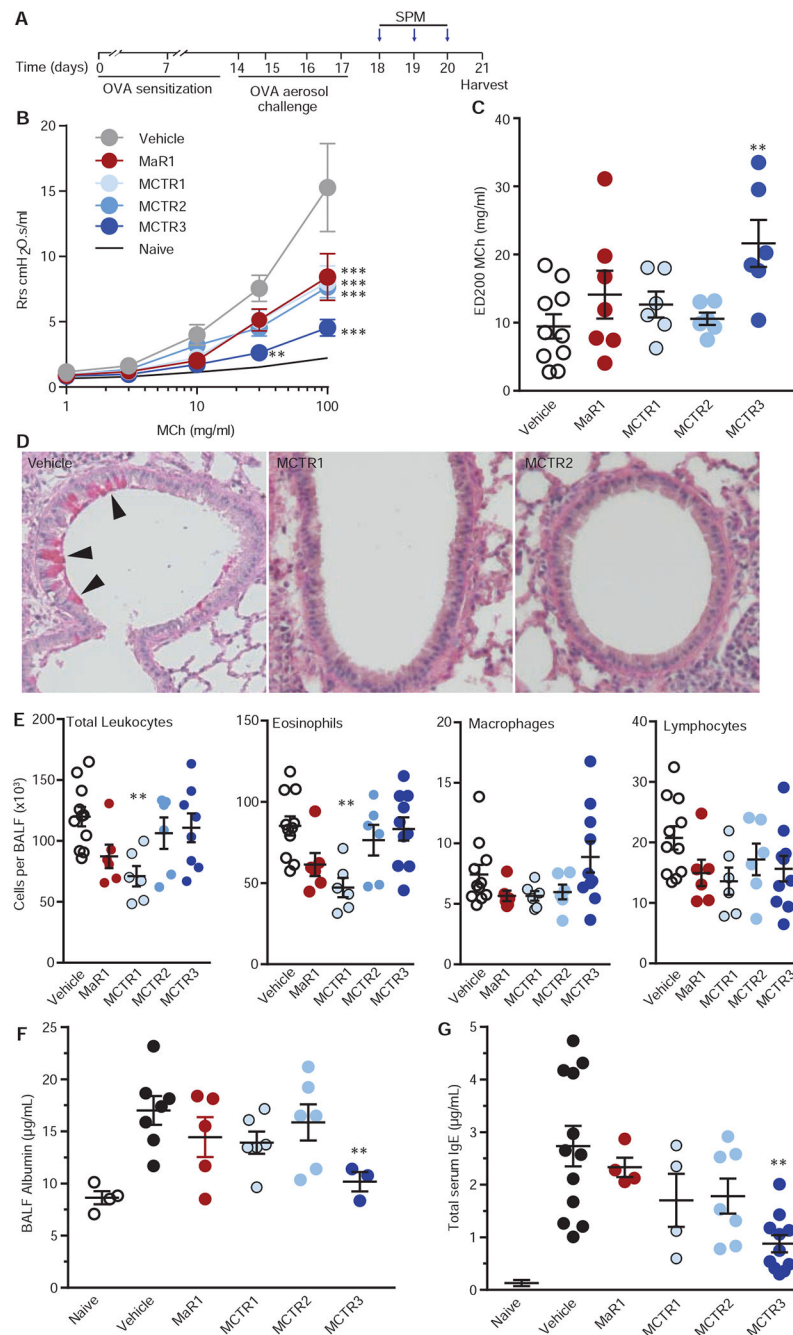 A
SPM
Time (days) 0 7 14 15 16 17 18 19 20 21
OVA sensitization
OVA aerosol
challenge
Harvest
B
20
15
10
5
0
Rrs cmH2O.s/ml
Vehicle
MaR1
MCTR1
MCTR2
MCTR3
Naive
***
***
***
***
**
1 10 100
MCh (mg/ml)
C
40
30
20
10
0
ED200 MCh (mg/ml)
**
Vehicle MaR1 MCTR1 MCTR2 MCTR3
D
Vehicle
MCTR1
MCTR2
E
Total Leukocytes
200
150
100
50
0
Cells per BALF (x10³)
**
Vehicle MaR1 MCTR1 MCTR2 MCTR3
Eosinophils
100
50
0
**
Vehicle MaR1 MCTR1 MCTR2 MCTR3
Macrophages
20
15
10
5
0
Vehicle MaR1 MCTR1 MCTR2 MCTR3
Lymphocytes
40
30
20
10
0
Vehicle MaR1 MCTR1 MCTR2 MCTR3
F
25
20
15
10
5
0
BALF Albumin (µg/mL)
**
Naive Vehicle MaR1 MCTR1 MCTR2 MCTR3
G
5
4
3
2
1
0
Total serum IgE (µg/mL)
**
Naive Vehicle MaR1 MCTR1 MCTR2 MCTR3